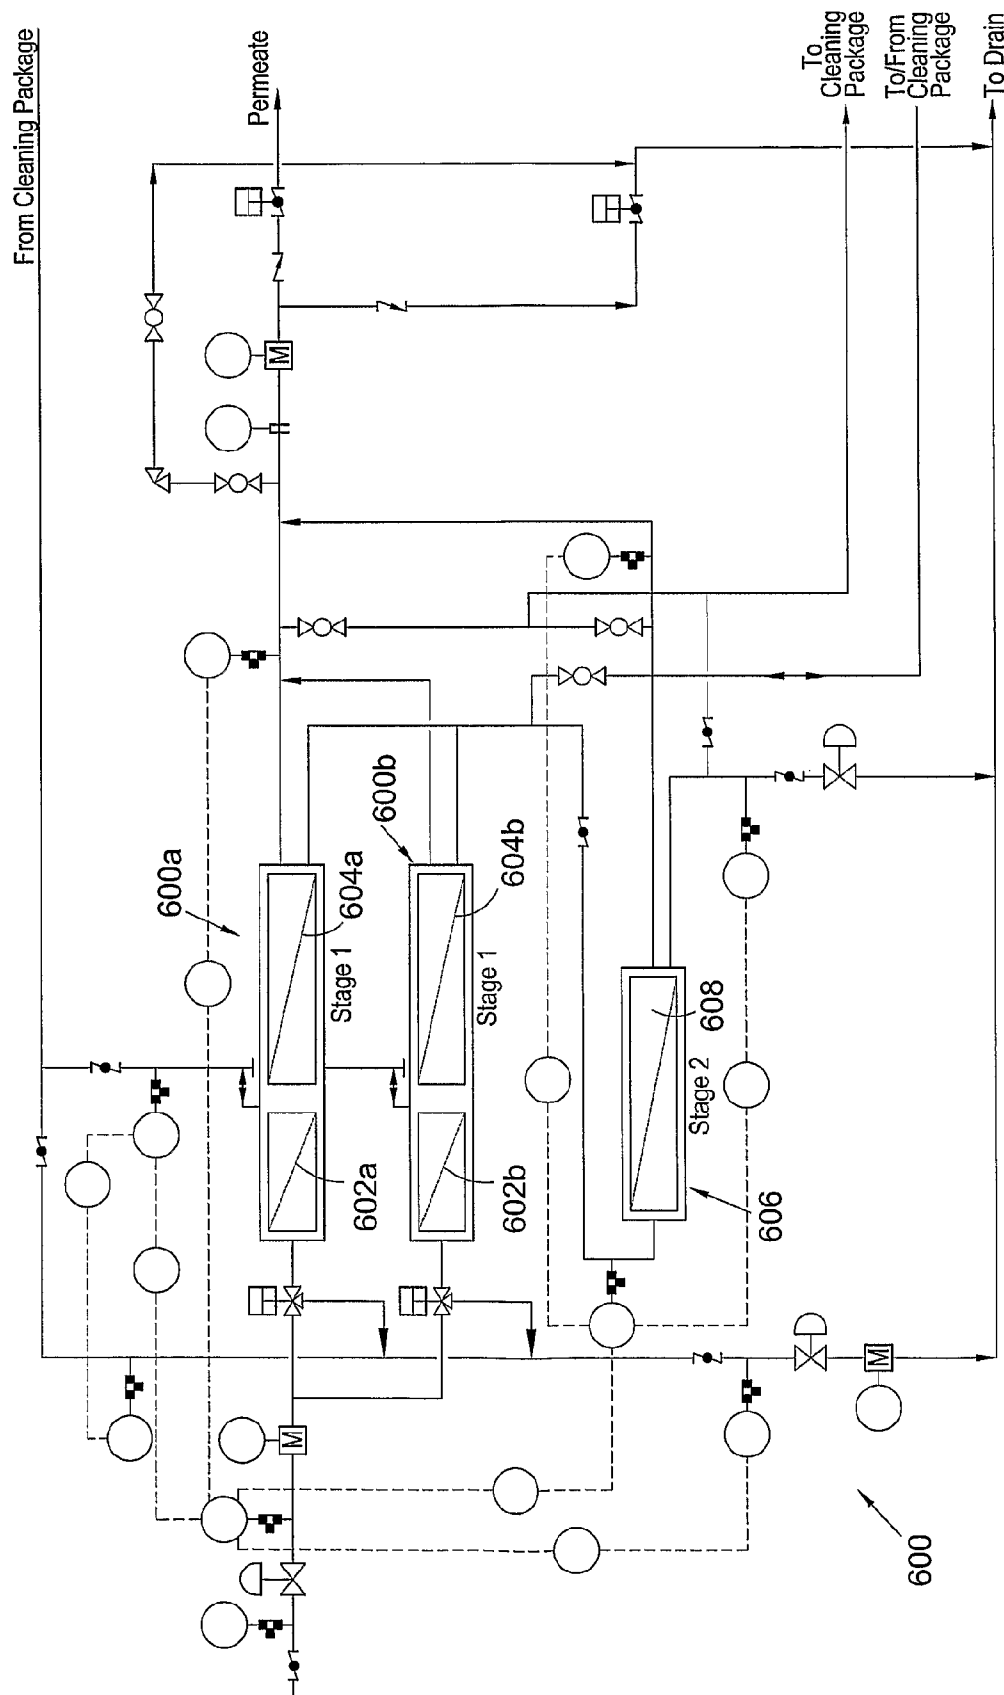 From Cleaning Package
Permeate
To
Cleaning
Package
To/From
Cleaning
Package
To Drain
M
600a
604a
Stage 1
600b
604b
Stage 1
602a
602b
608
Stage 2
606
M
M
600